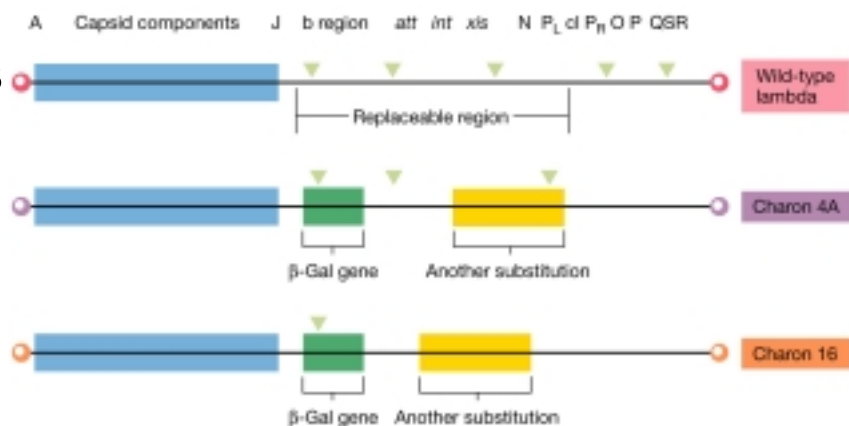 A Capsid components J b region att int xis N PL cI PR O P QSR
Wild-type
lambda
Replaceable region
Charon 4A
β-Gal gene Another substitution
Charon 16
β-Gal gene Another substitution